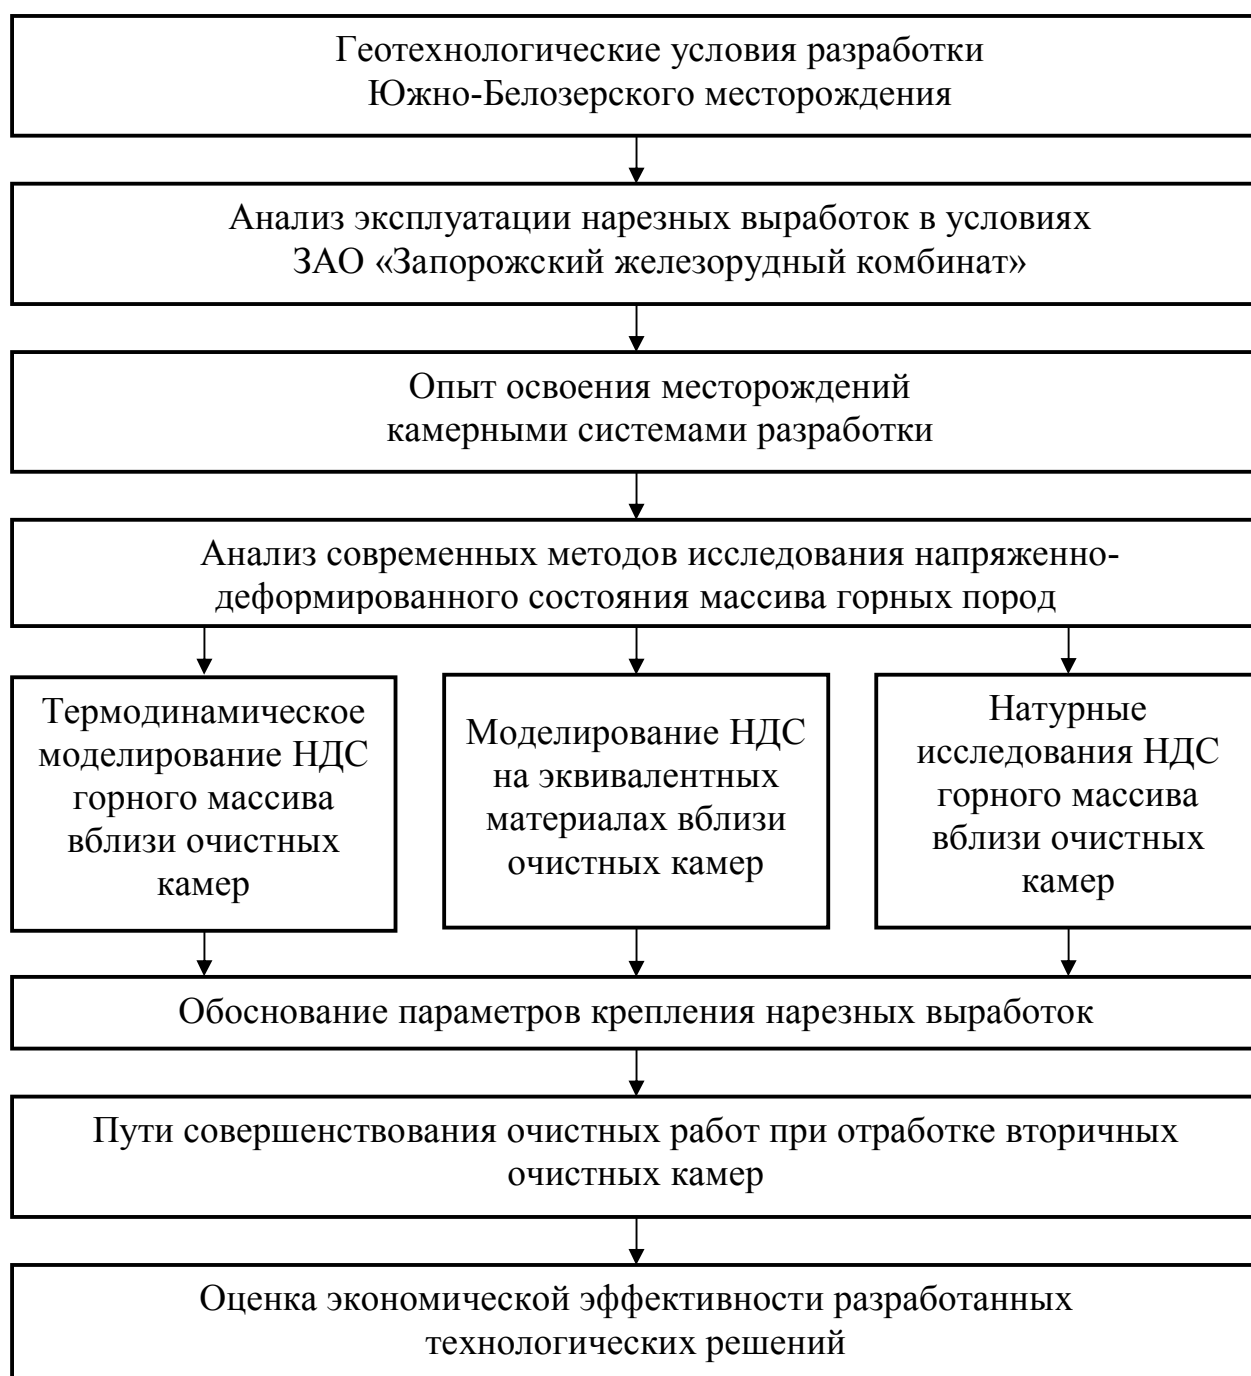 Геотехнологические условия разработки
Южно-Белозерского месторождения
Анализ эксплуатации нарезных выработок в условиях
ЗАО «Запорожский железорудный комбинат»
Опыт освоения месторождений
камерными системами разработки
Анализ современных методов исследования напряженно-
деформированного состояния массива горных пород
Термодинамическое
моделирование НДС
горного массива
вблизи очистных
камер
Моделирование НДС
на эквивалентных
материалах вблизи
очистных камер
Натурные
исследования НДС
горного массива
вблизи очистных
камер
Обоснование параметров крепления нарезных выработок
Пути совершенствования очистных работ при отработке вторичных
очистных камер
Оценка экономической эффективности разработанных
технологических решений